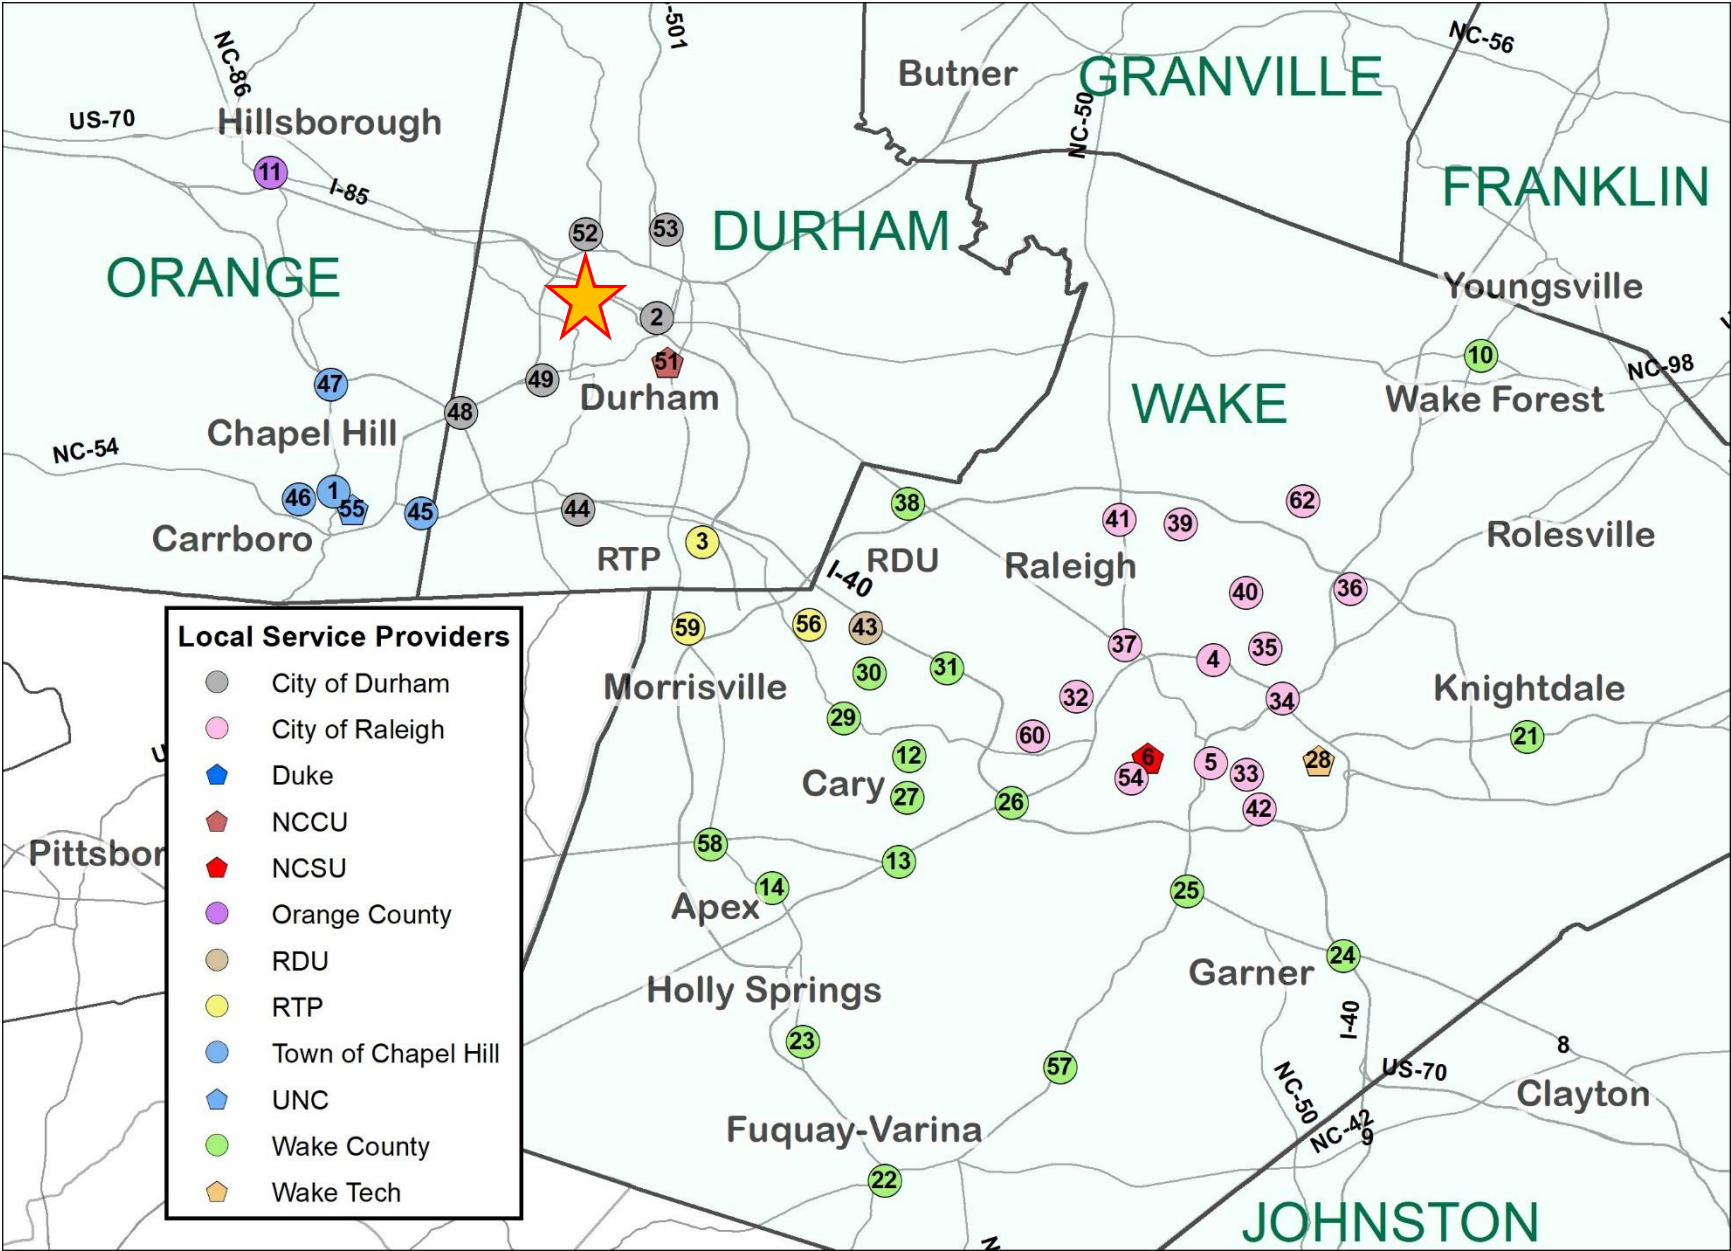 NC-86
-501
Butner
GRANVILLE
NC-56
US-70
Hillsborough
NC-50
11
I-85
FRANKLIN
52
53
DURHAM
ORANGE
Youngsville
2
51
10
NC-98
47
49
Durham
WAKE
Wake Forest
48
Chapel Hill
NC-54
46
1
55
45
44
38
41
39
62
Carrboro
3
RTP
RDU
Raleigh
Rolesville
I-40
40
36
59
56
43
37
4
35
30
31
Morrisville
32
34
Knightdale
29
60
21
12
6
5
28
54
33
Cary
27
26
42
U
Pittsbor
58
13
14
Apex
25
24
Garner
Holly Springs
23
I-40
8
57
US-70
NC-50
Clayton
NC-42
9
Fuquay-Varina
22
N
JOHNSTON
Local Service Providers
City of Durham
City of Raleigh
Duke
NCCU
NCSU
Orange County
RDU
RTP
Town of Chapel Hill
UNC
Wake County
Wake Tech